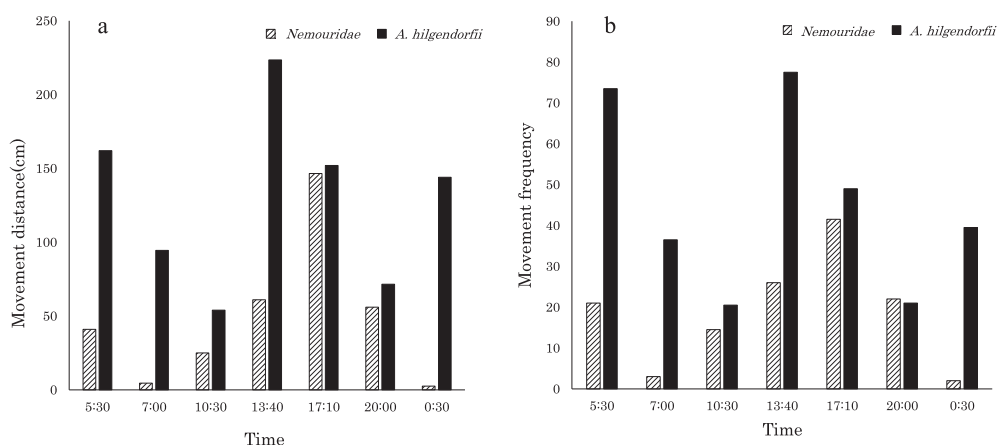 a
Nemouridae A. hilgendorfii
250
200
150
100
50
0
Movement distance(cm)
5:30 7:00 10:30 13:40 17:10 20:00 0:30
Time
b
Nemouridae A. hilgendorfii
90
80
70
60
50
40
30
20
10
0
Movement frequency
5:30 7:00 10:30 13:40 17:10 20:00 0:30
Time